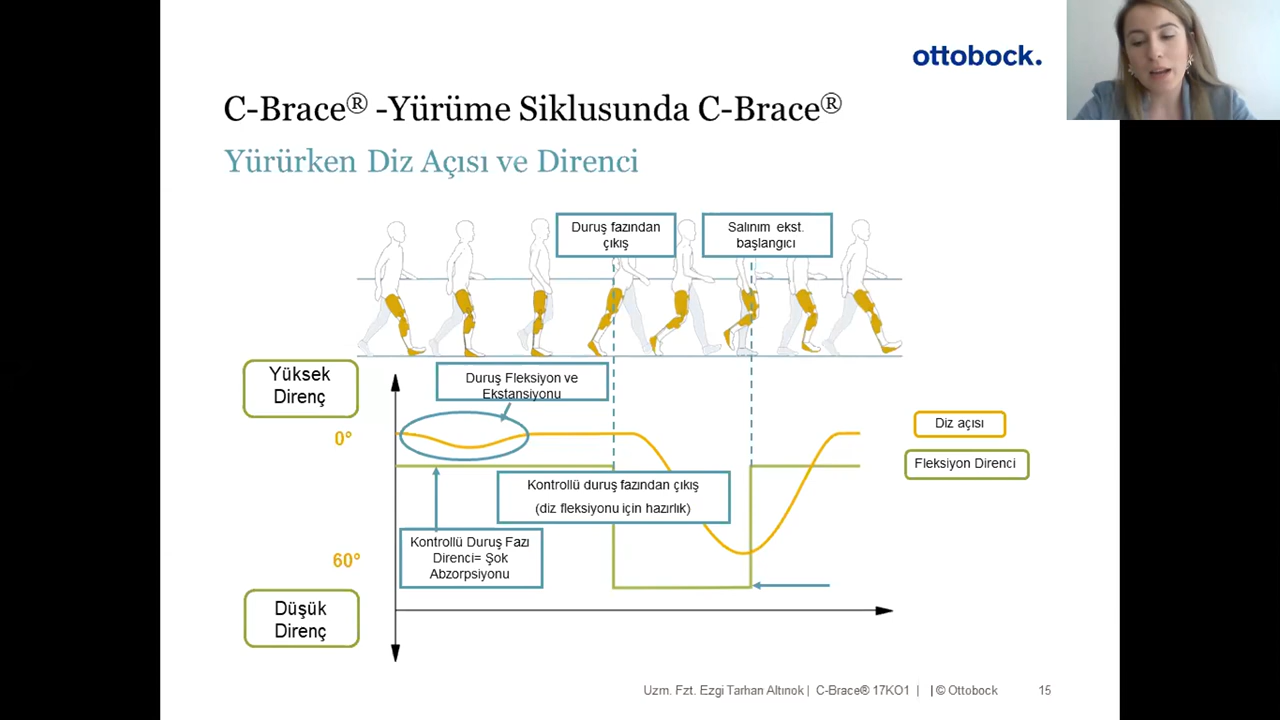 ottobock.
C-Brace® -Yürüme Siklusunda C-Brace®
Yürürken Diz Açısı ve Direnci
Duruş fazından
çıkış
Salınım ekst.
başlangıcı
Yüksek
Direnç
Duruş Fleksiyon ve
Ekstansiyonu
0°
Diz açısı
Fleksiyon Direnci
Kontrollü duruş fazından çıkış
(diz fleksiyonu için hazırlık)
Kontrollü Duruş Fazı
Direnci= Şok
Abzorpsiyonu
60°
Düşük
Direnç
Uzm. Fzt. Ezgi Tarhan Altınok | C-Brace® 17KO1 | | © Ottobock 15